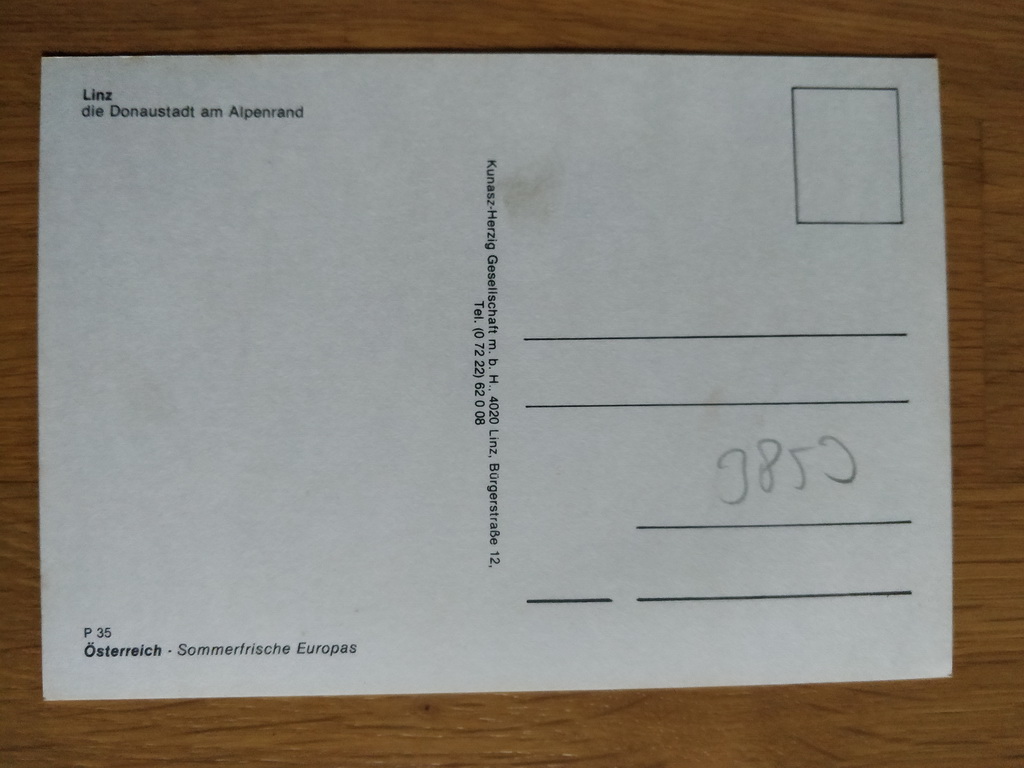 Linz
die Donaustadt am Alpenrand
Kunasz-Herzig Gesellschaft m. b. H., 4020 Linz, Bürgerstraße 12,
Tel. (0 72 22) 62 0 08
9859
P 35
Österreich · Sommerfrische Europas